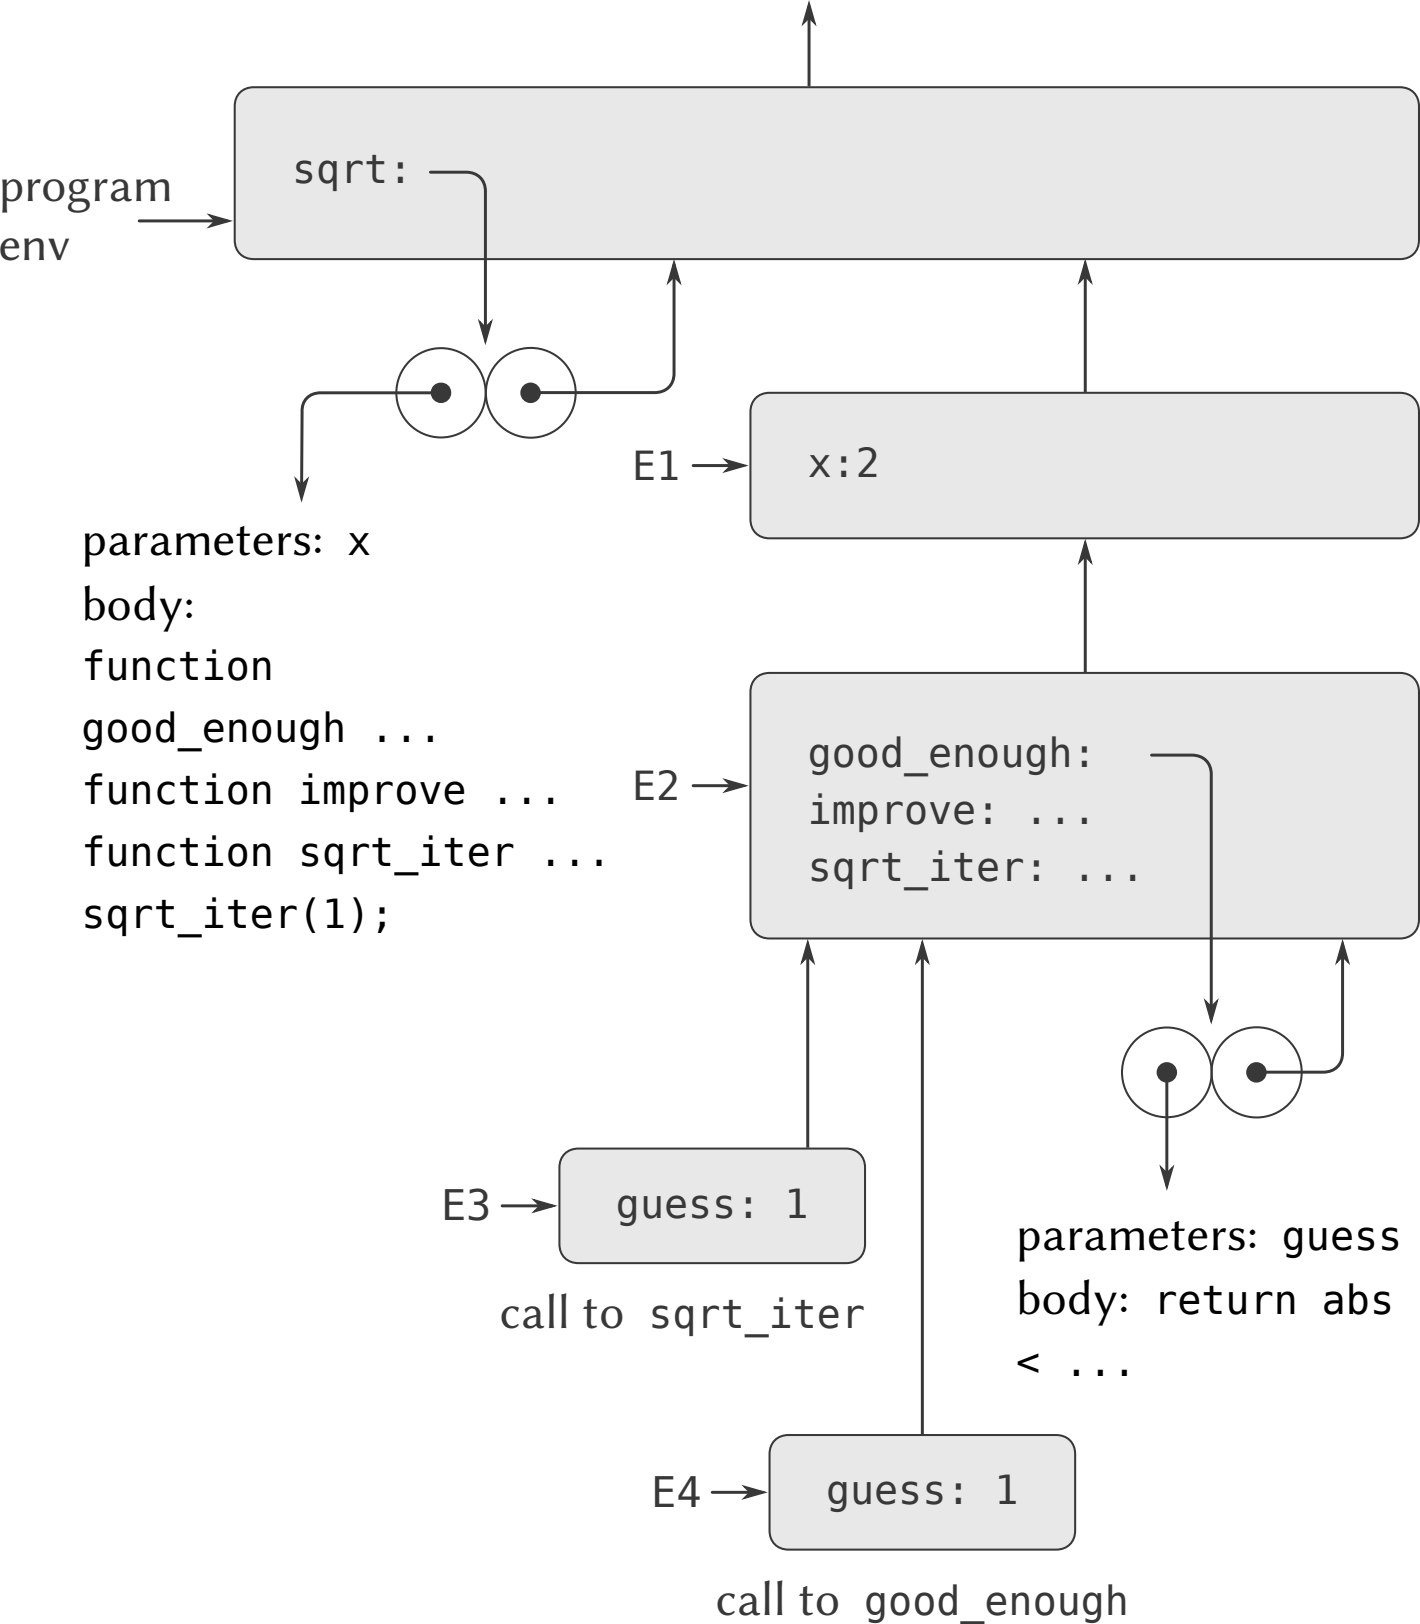 program
env
sqrt:
E1
x:2
parameters: x
body:
function
good_enough ...
function improve ...
function sqrt_iter ...
sqrt_iter(1);
E2
good_enough:
improve: ...
sqrt_iter: ...
E3
guess: 1
call to sqrt_iter
parameters: guess
body: return abs
< ...
E4
guess: 1
call to good_enough